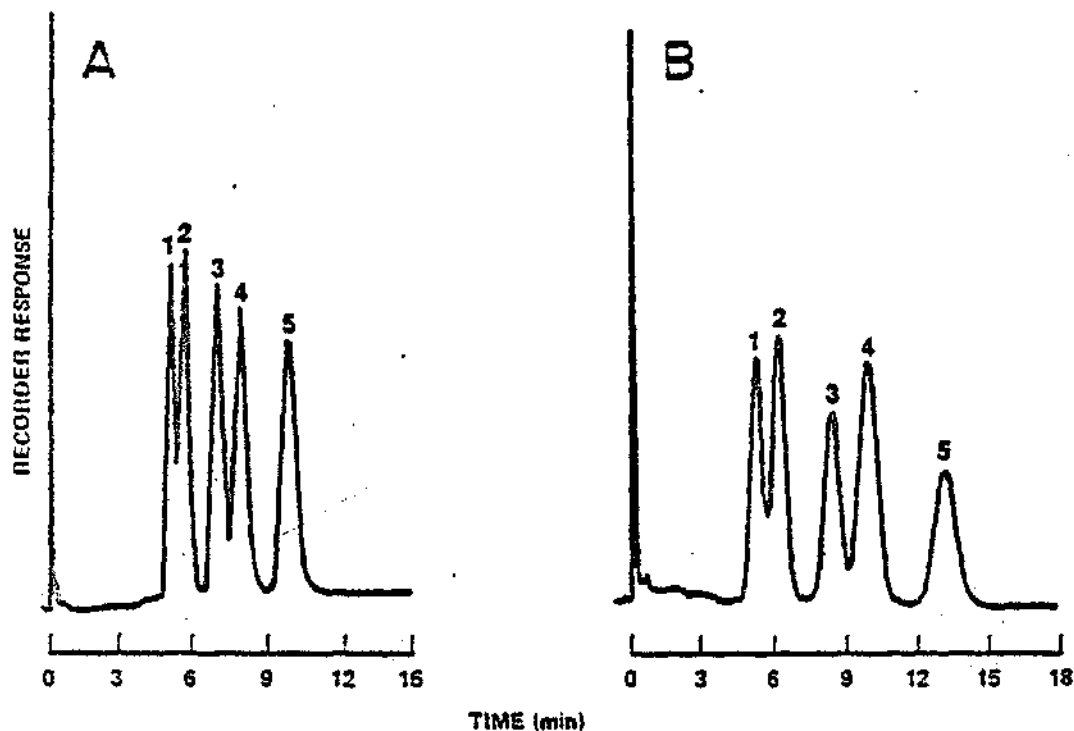 A
B
RECORDER RESPONSE
1 2 3 4 5
1 2 3 4 5
0 3 6 9 12 15
0 3 6 9 12 15 18
TIME (min)